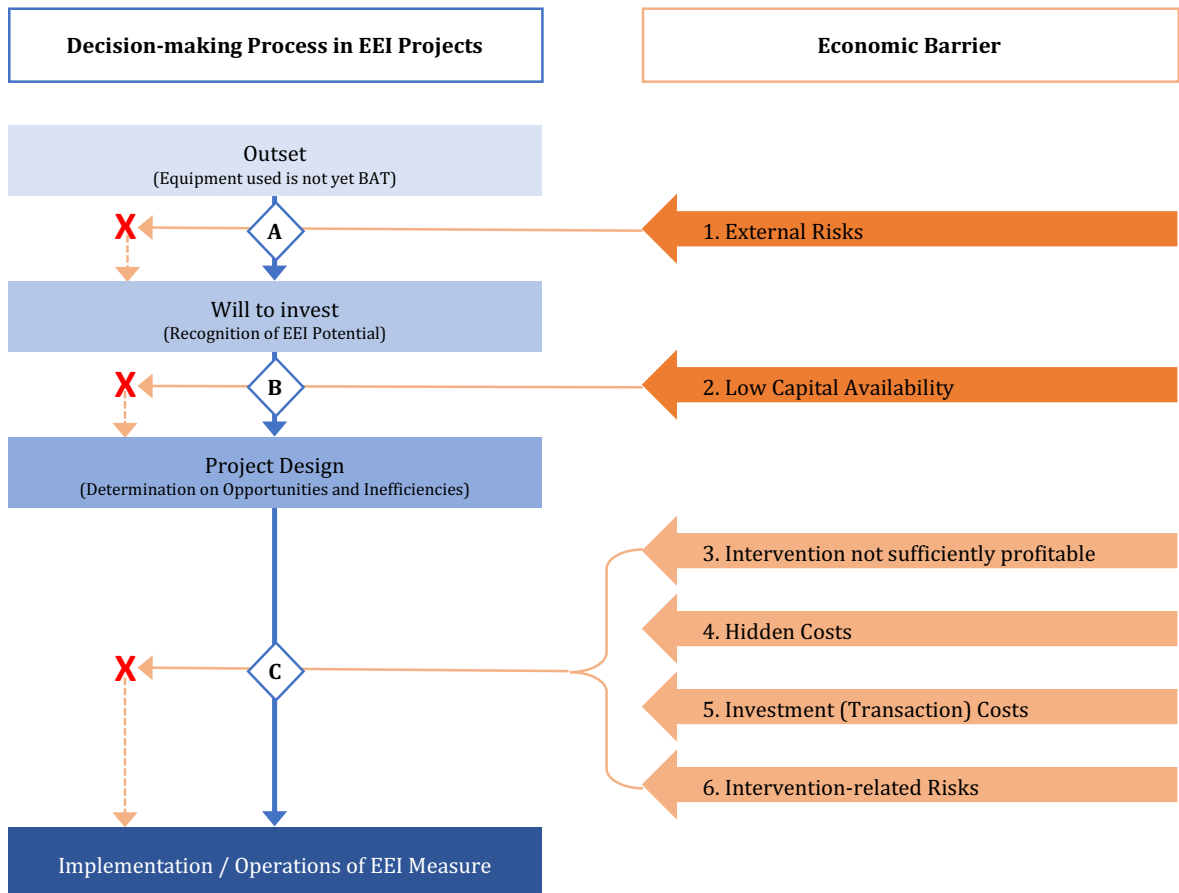 Decision-making Process in EEI Projects
Economic Barrier
Outset
(Equipment used is not yet BAT)
X
A
1. External Risks
Will to invest
(Recognition of EEI Potential)
X
B
2. Low Capital Availability
Project Design
(Determination on Opportunities and Inefficiencies)
3. Intervention not sufficiently profitable
4. Hidden Costs
X
C
5. Investment (Transaction) Costs
6. Intervention-related Risks
Implementation / Operations of EEI Measure